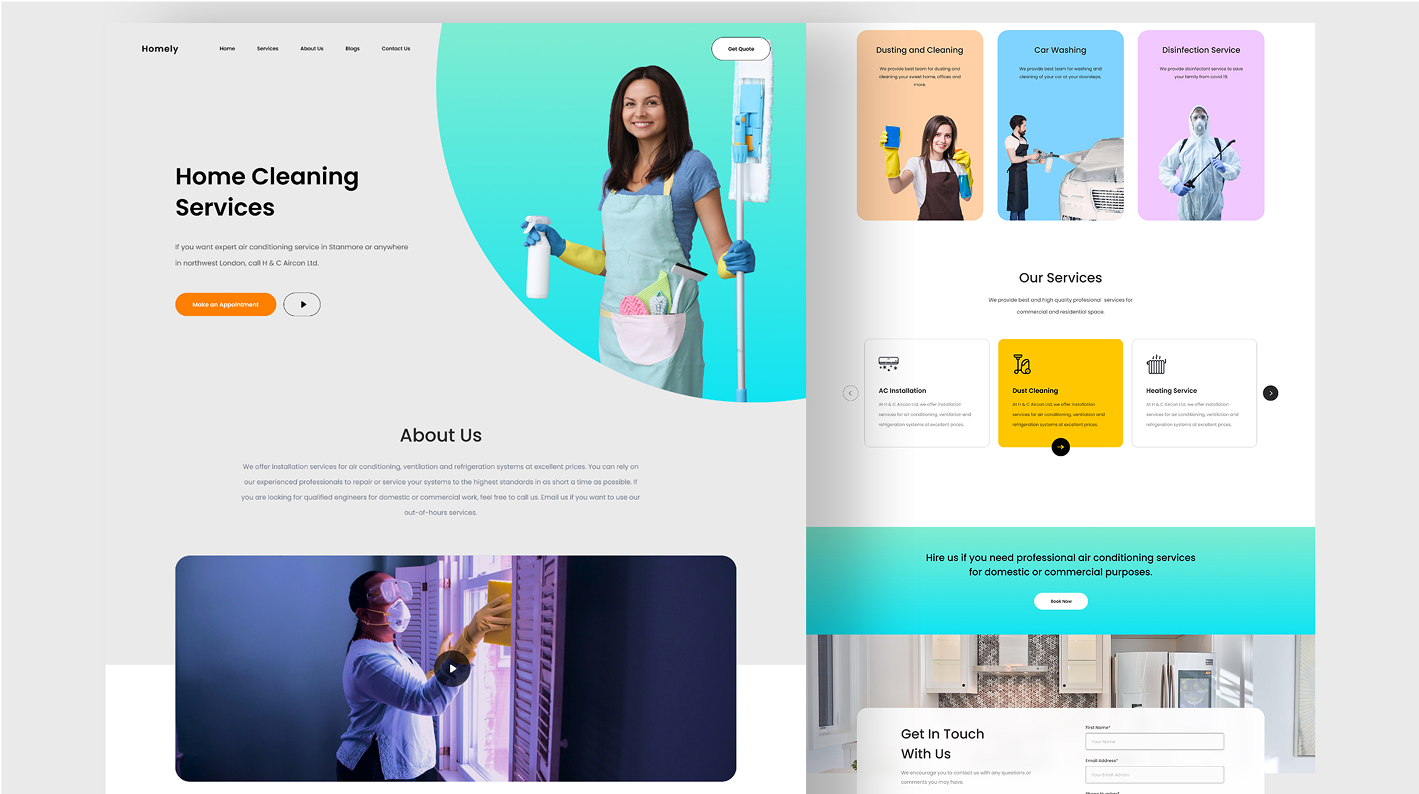 Homely
Home Services About Us Blogs Contact Us
Get Quote
Home Cleaning
Services
If you want expert air conditioning service in Stanmore or anywhere
in northwest London, call H & C Aircon Ltd.
Make an Appointment
About Us
We offer installation services for air conditioning, ventilation and refrigeration systems at excellent prices. You can rely on
our experienced professionals to repair or service your systems to the highest standards in as short a time as possible. If
you are looking for qualified engineers for domestic or commercial work, feel free to call us. Email us if you want to use our
out-of-hours services.
Dusting and Cleaning
We provide best team for dusting and
cleaning your sweet home, offices and
more.
Car Washing
We provide best team for washing and
cleaning of your car at your doorsteps.
Disinfection Service
We provide disinfectant service to save
your family from covid 19.
Our Services
We provide best and high quality profesional services for
commercial and residential space.
AC Installation
At H & C Aircon Ltd, we offer installation
services for air conditioning, ventilation and
refrigeration systems at excellent prices.
Dust Cleaning
At H & C Aircon Ltd, we offer installation
services for air conditioning, ventilation and
refrigeration systems at excellent prices.
Heating Service
At H & C Aircon Ltd, we offer installation
services for air conditioning, ventilation and
refrigeration systems at excellent prices.
Hire us if you need professional air conditioning services
for domestic or commercial purposes.
Book Now
Get In Touch
With Us
We encourage you to contact us with any questions or
comments you may have.
First Name*
Your Name
Email Address*
Your Email Adress
Phone Number*